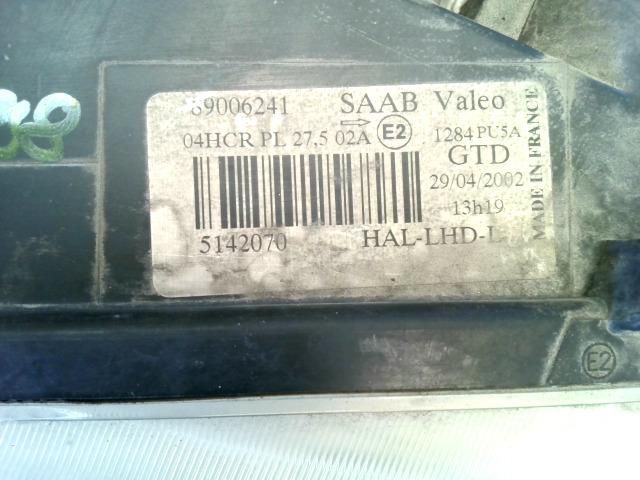 89006241 SAAB Valeo
04HCR PL 27,5 02A E2 1284 PU5A
GTD
29/04/2002
13h19
5142070 HAL-LHD-L
MADE IN FRANCE
E2